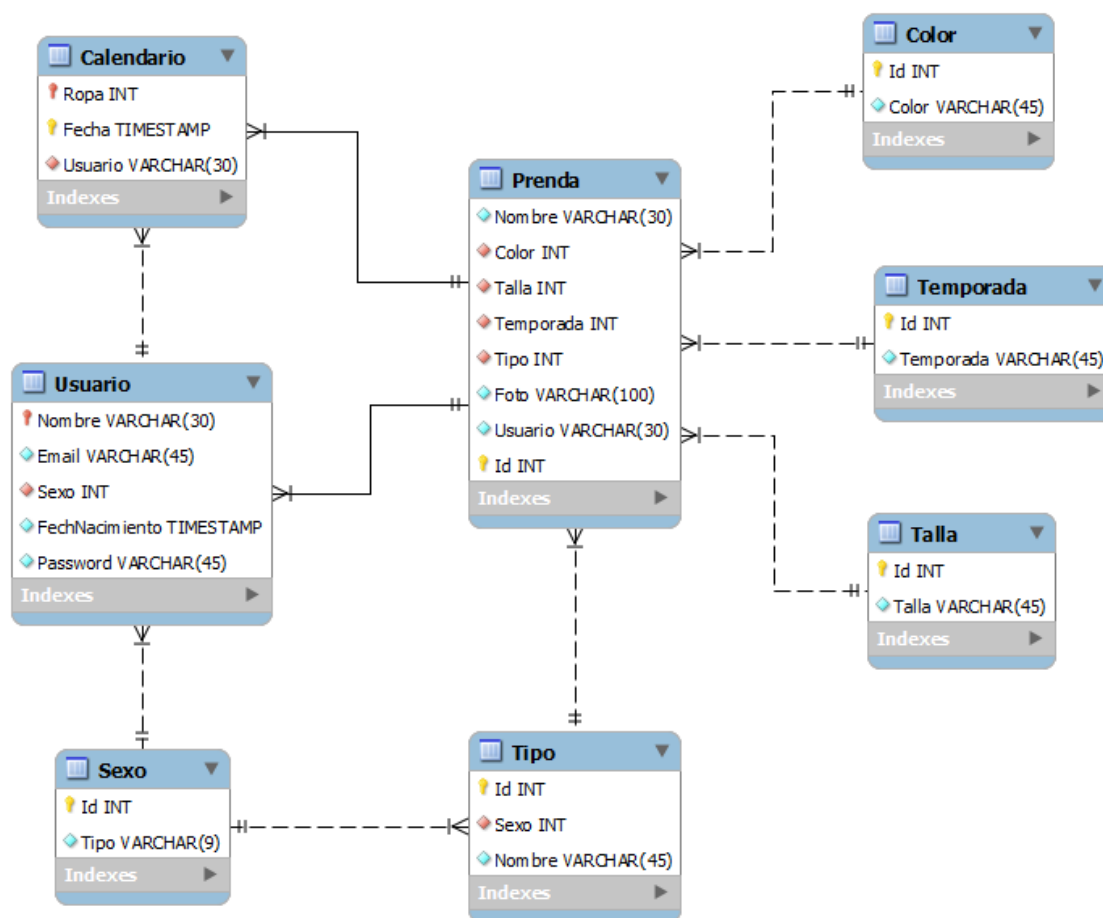 Calendario
Ropa INT
Fecha TIMESTAMP
Usuario VARCHAR(30)
Indexes
Color
Id INT
Color VARCHAR(45)
Indexes
Prenda
Nombre VARCHAR(30)
Color INT
Talla INT
Temporada INT
Tipo INT
Foto VARCHAR(100)
Usuario VARCHAR(30)
Id INT
Indexes
Temporada
Id INT
Temporada VARCHAR(45)
Indexes
Usuario
Nombre VARCHAR(30)
Email VARCHAR(45)
Sexo INT
FechNacimiento TIMESTAMP
Password VARCHAR(45)
Indexes
Talla
Id INT
Talla VARCHAR(45)
Indexes
Sexo
Id INT
Tipo VARCHAR(9)
Indexes
Tipo
Id INT
Sexo INT
Nombre VARCHAR(45)
Indexes